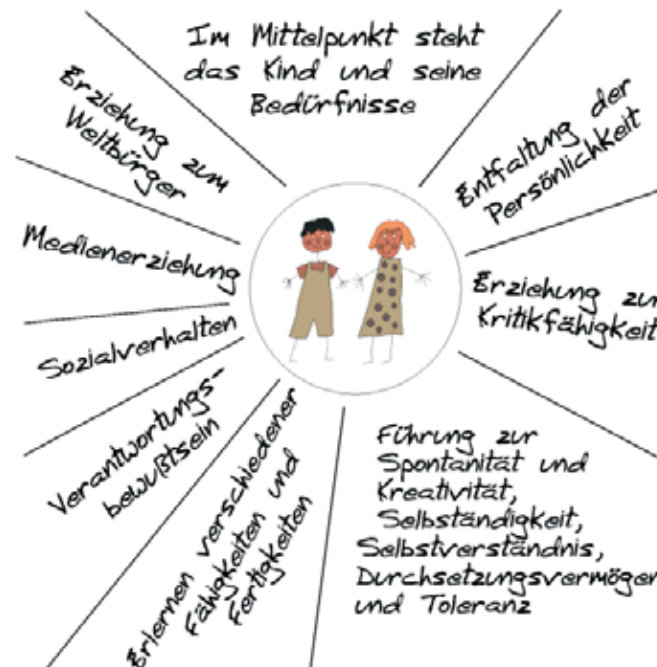 Im Mittelpunkt steht
das Kind und seine
Bedürfnisse
Entfaltung der
Persönlichkeit
Erziehung zur
Kritikfähigkeit
Führung zur
Spontanität und
Kreativität,
Selbständigkeit,
Selbstverständnis,
Durchsetzungsvermögen
und Toleranz
Erlernen verschiedener
Fähigkeiten und
Fertigkeiten
Verantwortungs-
bewußtsein
Sozialverhalten
Medienerziehung
Erziehung zum
Weltbürger